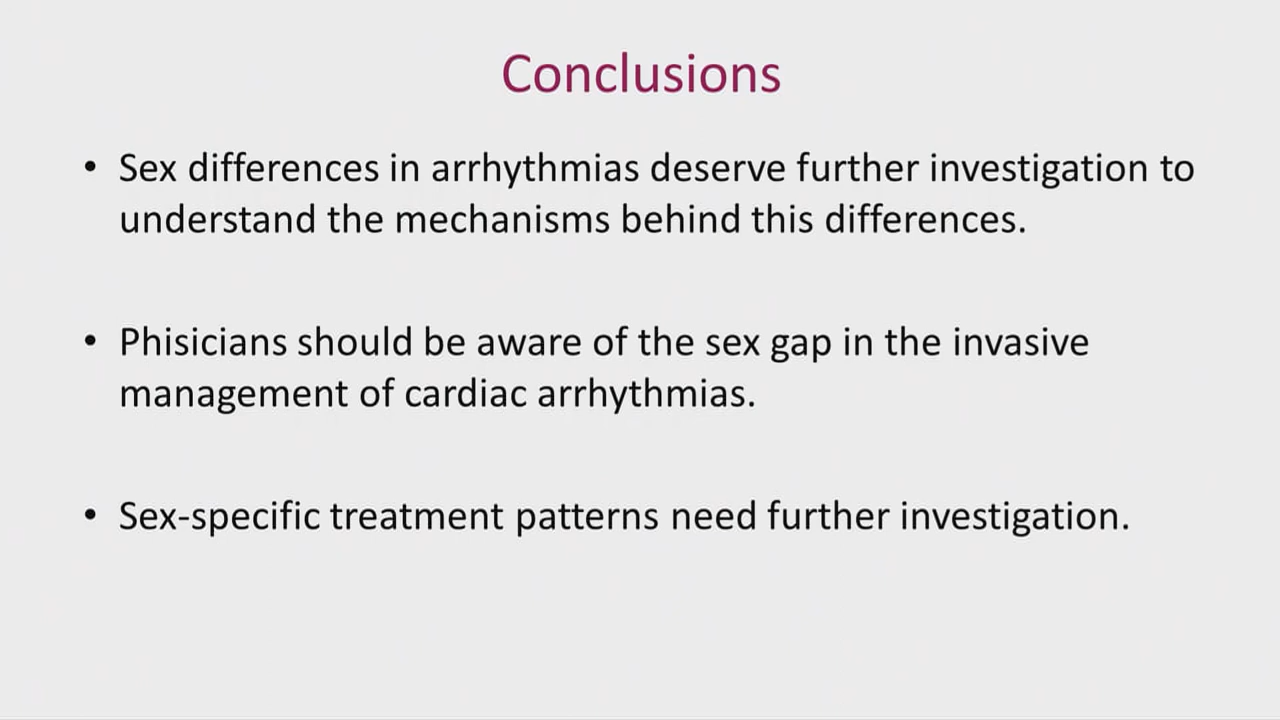 Conclusions
• Sex differences in arrhythmias deserve further investigation to
understand the mechanisms behind this differences.
• Phisicians should be aware of the sex gap in the invasive
management of cardiac arrhythmias.
• Sex-specific treatment patterns need further investigation.